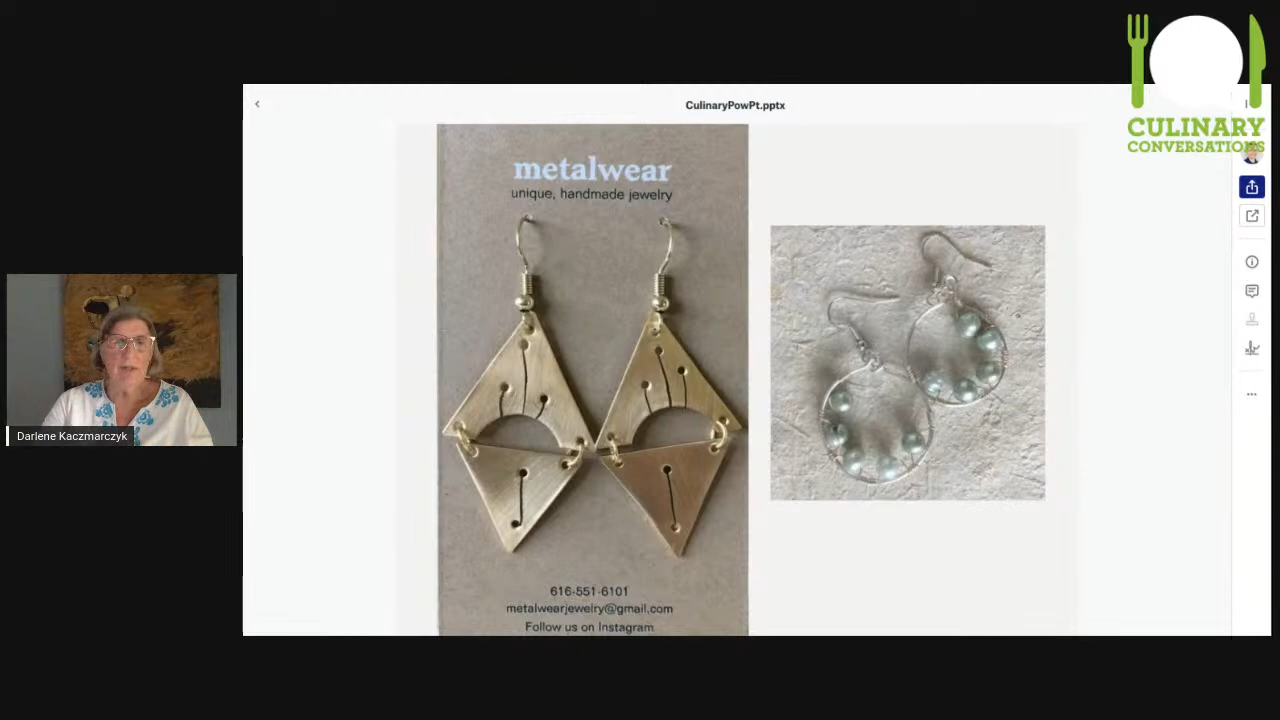 CULINARY
CONVERSATIONS
CulinaryPowPt.pptx
metalwear
unique, handmade jewelry
Darlene Kaczmarczyk
616-551-6101
metalwearjewelry@gmail.com
Follow us on Instagram